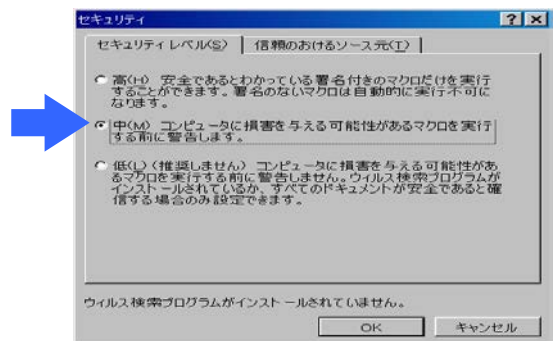 セキュリティ
セキュリティ レベル(S)
信頼のおけるソース元(T)
高(H) 安全であるとわかっている署名付きのマクロだけを実行
することができます。署名のないマクロは自動的に実行不可に
なります。
中(M) コンピュータに損害を与える可能性があるマクロを実行
する前に警告します。
低(L) (推奨しません) コンピュータに損害を与える可能性があ
るマクロを実行する前に警告しません。ウィルス検索プログラムが
インストールされているか、すべてのドキュメントが安全であると確
信する場合のみ設定できます。
ウィルス検索プログラムがインストールされていません。
OK
キャンセル